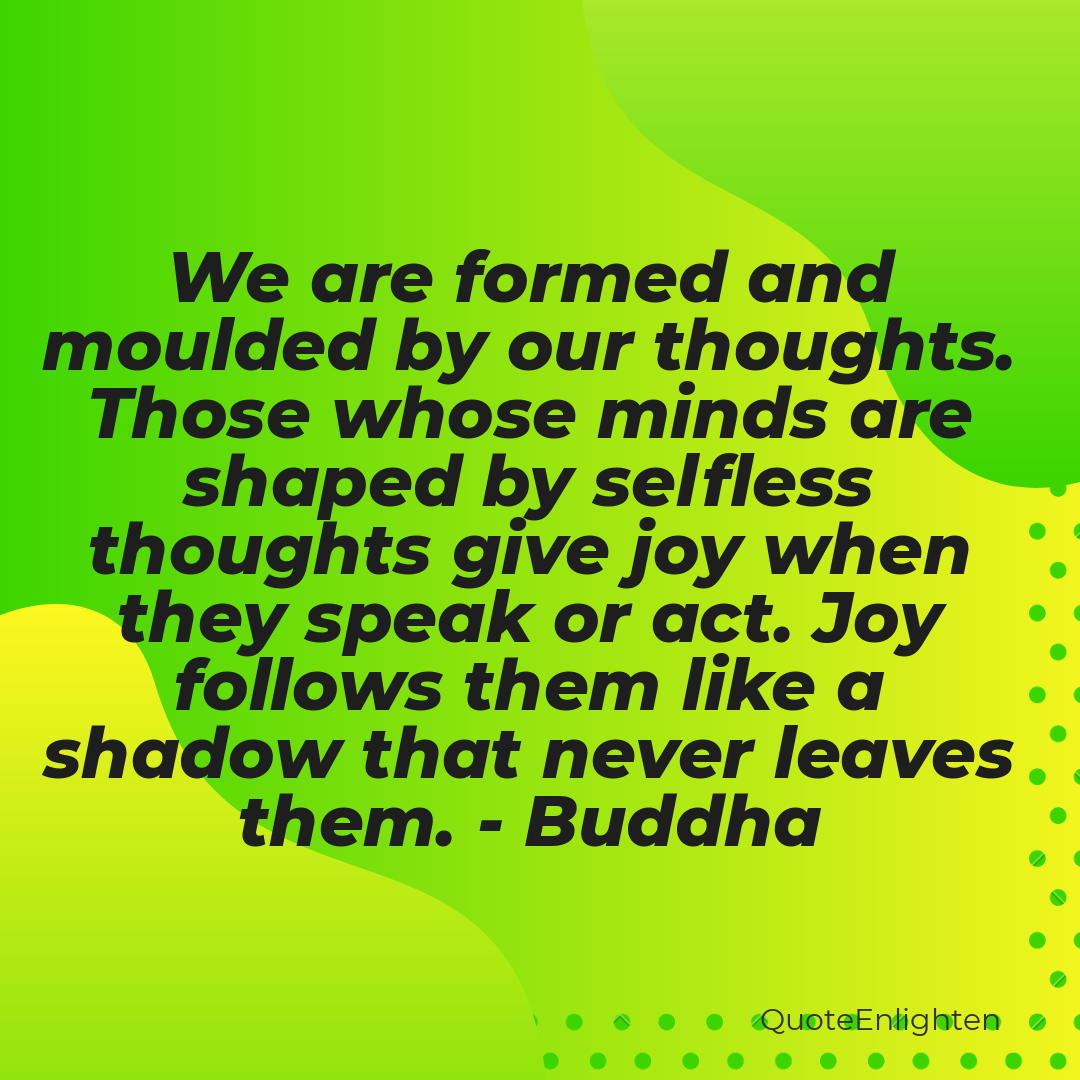 We are formed and
moulded by our thoughts.
Those whose minds are
shaped by selfless
thoughts give joy when
they speak or act. Joy
follows them like a
shadow that never leaves
them. - Buddha
QuoteEnlighten